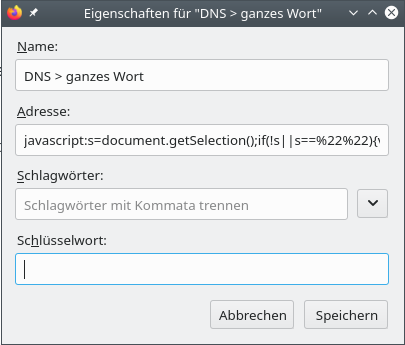 Eigenschaften für "DNS > ganzes Wort"
Name:
DNS > ganzes Wort
Adresse:
javascript:s=document.getSelection();if(!s||s==%22%22){v
Schlagwörter:
Schlagwörter mit Kommata trennen
Schlüsselwort:
Abbrechen Speichern